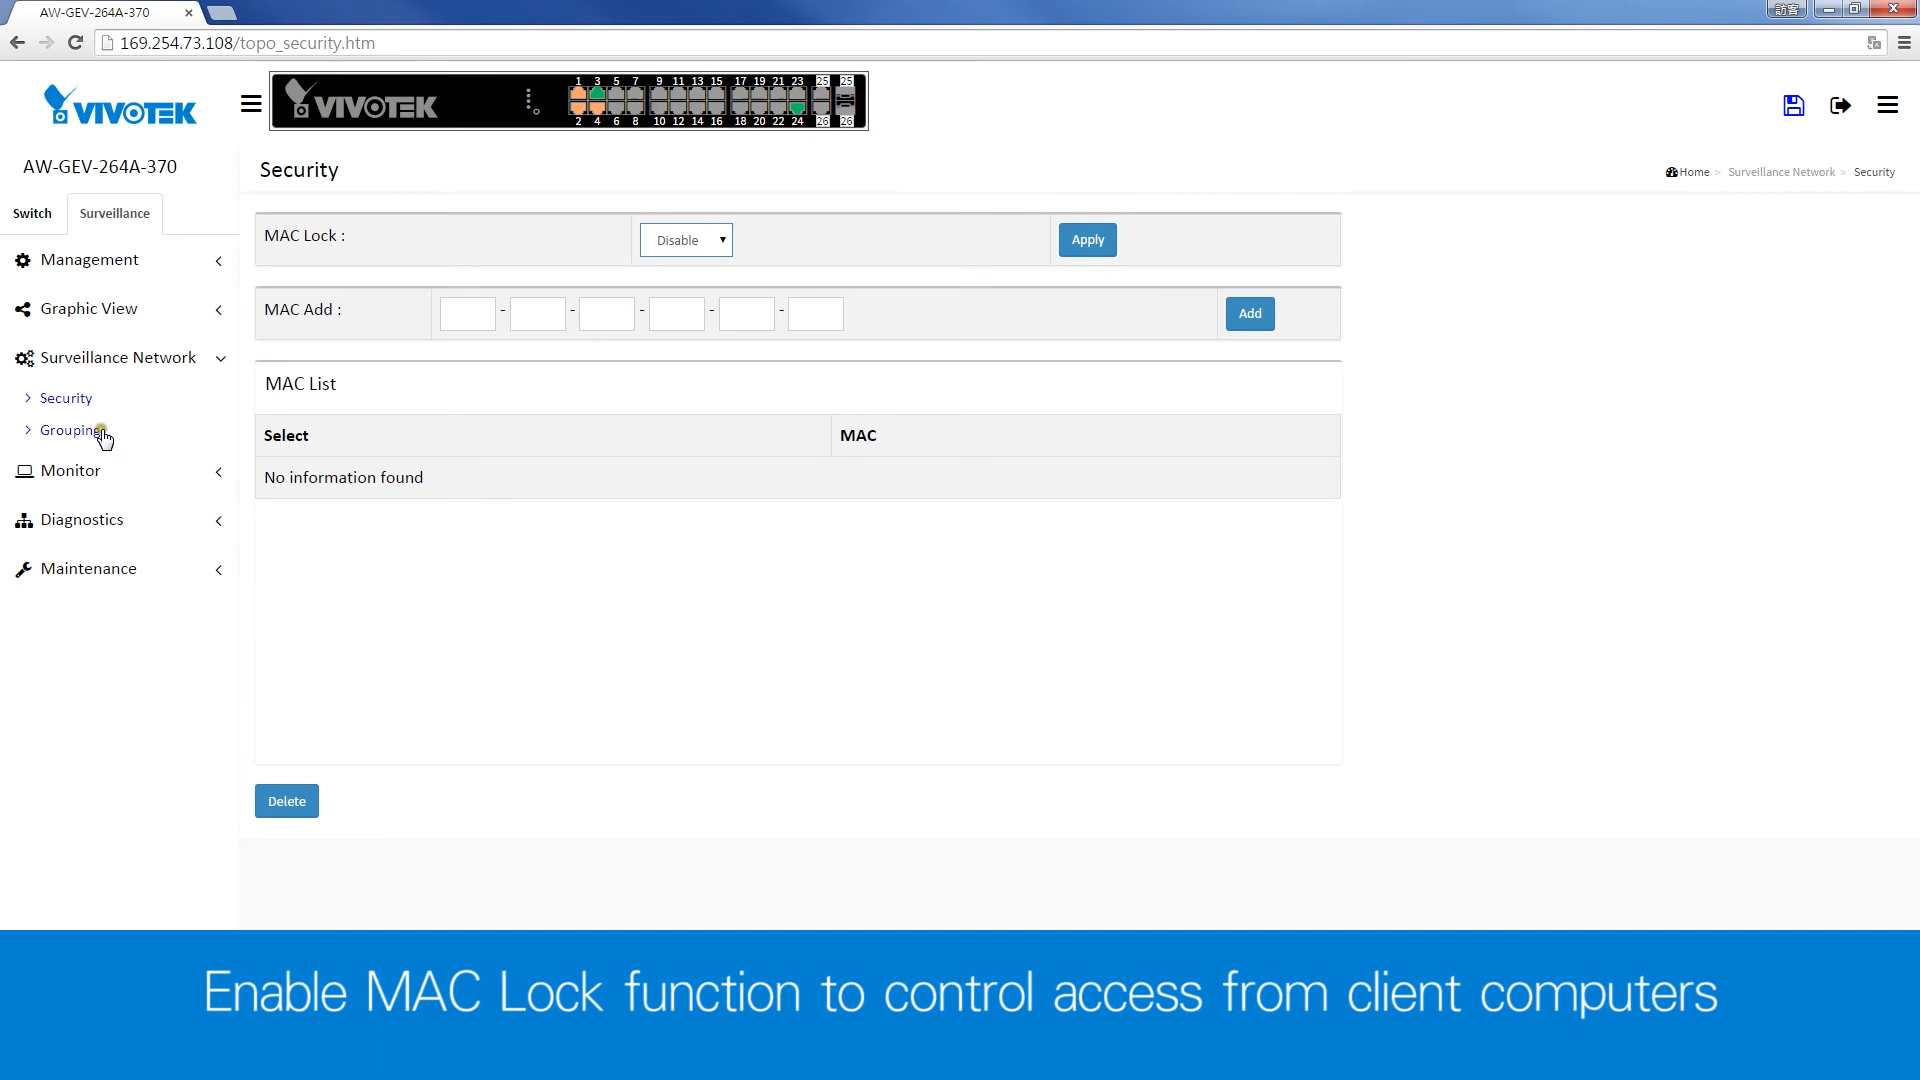 AW-GEV-264A-370
訪客
169.254.73.108/topo_security.htm
VIVOTEK
VIVOTEK
1 3 5 7 9 11 13 15 17 19 21 23 25 25
2 4 6 8 10 12 14 16 18 20 22 24 26 26
AW-GEV-264A-370
Security
Home > Surveillance Network > Security
Switch
Surveillance
Management
Graphic View
Surveillance Network
Security
Grouping
Monitor
Diagnostics
Maintenance
MAC Lock :
Disable
Apply
MAC Add :
- - - - -
Add
MAC List
Select
MAC
No information found
Delete
Enable MAC Lock function to control access from client computers